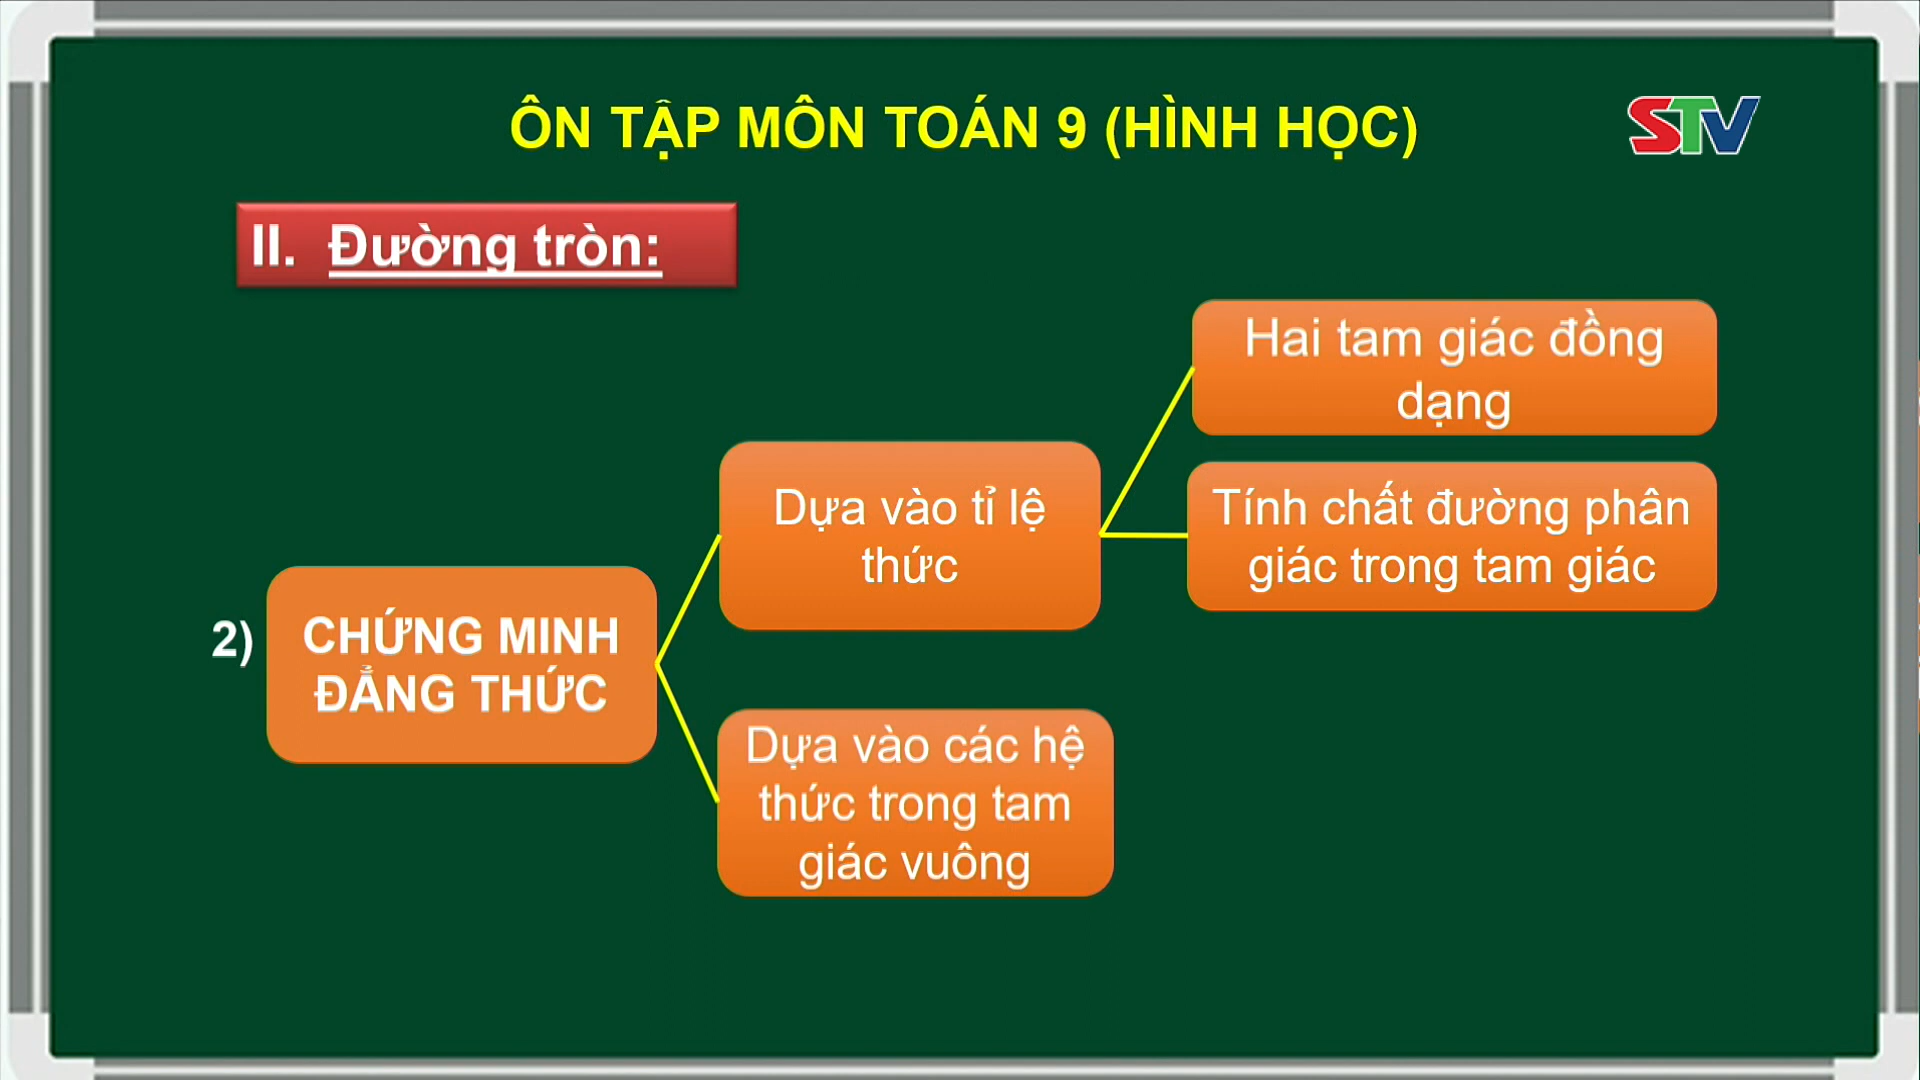 ÔN TẬP MÔN TOÁN 9 (HÌNH HỌC)
STV
II. Đường tròn:
Hai tam giác đồng
dạng
Dựa vào tỉ lệ
thức
Tính chất đường phân
giác trong tam giác
2)
CHỨNG MINH
ĐẲNG THỨC
Dựa vào các hệ
thức trong tam
giác vuông